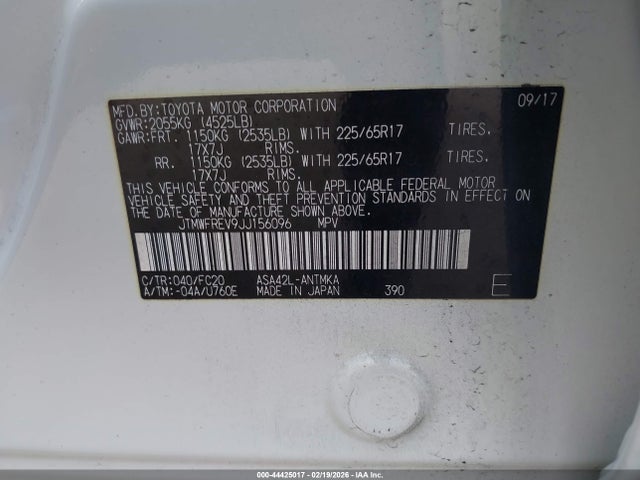 MFD.BY:TOYOTA MOTOR CORPORATION 09/17
GVWR:2055KG (4525LB)
GAWR:FRT. 1150KG (2535LB) WITH 225/65R17 TIRES.
17X7J RIMS.
RR. 1150KG (2535LB) WITH 225/65R17 TIRES.
17X7J RIMS.
THIS VEHICLE CONFORMS TO ALL APPLICABLE FEDERAL MOTOR
VEHICLE SAFETY AND THEFT PREVENTION STANDARDS IN EFFECT ON
THE DATE OF MANUFACTURE SHOWN ABOVE.
JTMWFREV9JJ156096 MPV
C/TR:040/FC20 ASA42L-ANTMKA
A/TM:-04A/U760E MADE IN JAPAN 390 E
000-44425017 - 02/19/2026 - IAAI.COM